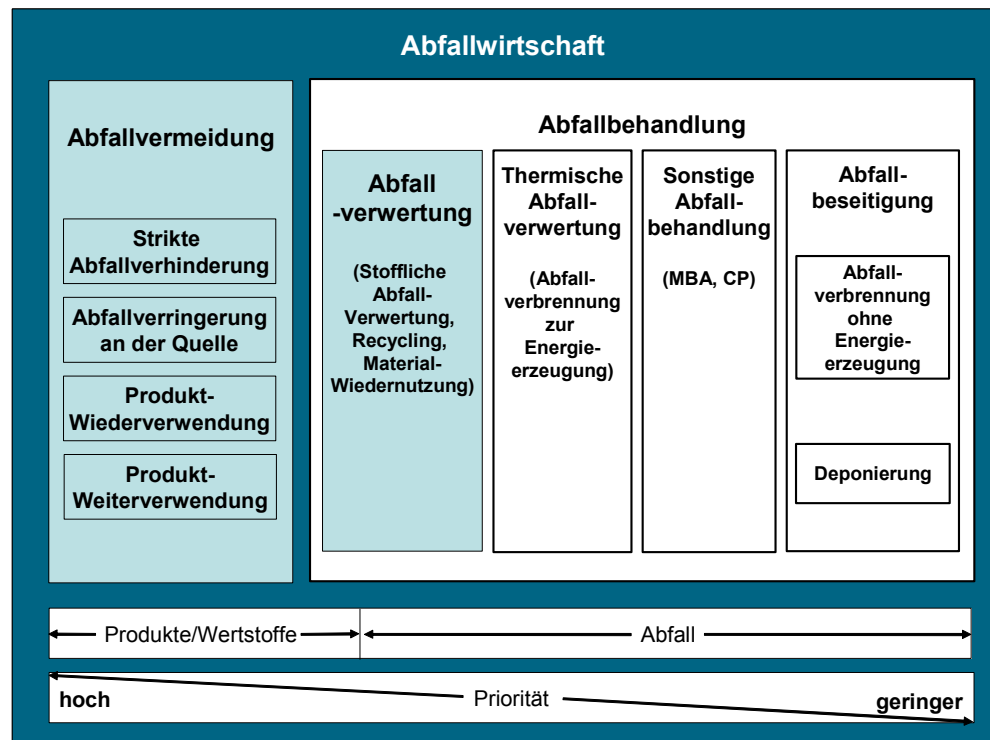 Abfallwirtschaft
Abfallvermeidung
Strikte
Abfallverhinderung
Abfallverringerung
an der Quelle
Produkt-
Wiederverwendung
Produkt-
Weiterverwendung
Abfallbehandlung
Abfall
-verwertung
(Stoffliche
Abfall-
Verwertung,
Recycling,
Material-
Wiedernutzung)
Thermische
Abfall-
verwertung
(Abfall-
verbrennung
zur
Energie-
erzeugung)
Sonstige
Abfall-
behandlung
(MBA, CP)
Abfall-
beseitigung
Abfall-
verbrennung
ohne
Energie-
erzeugung
Deponierung
Produkte/Wertstoffe
Abfall
hoch
Priorität
geringer